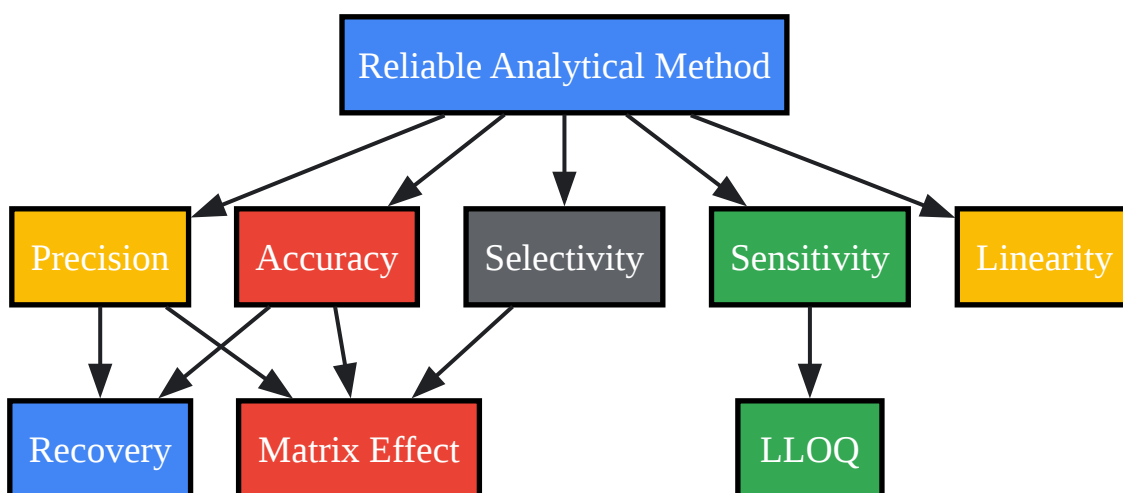 Reliable Analytical Method
Precision
Accuracy
Selectivity
Sensitivity
Linearity
Recovery
Matrix Effect
LLOQ